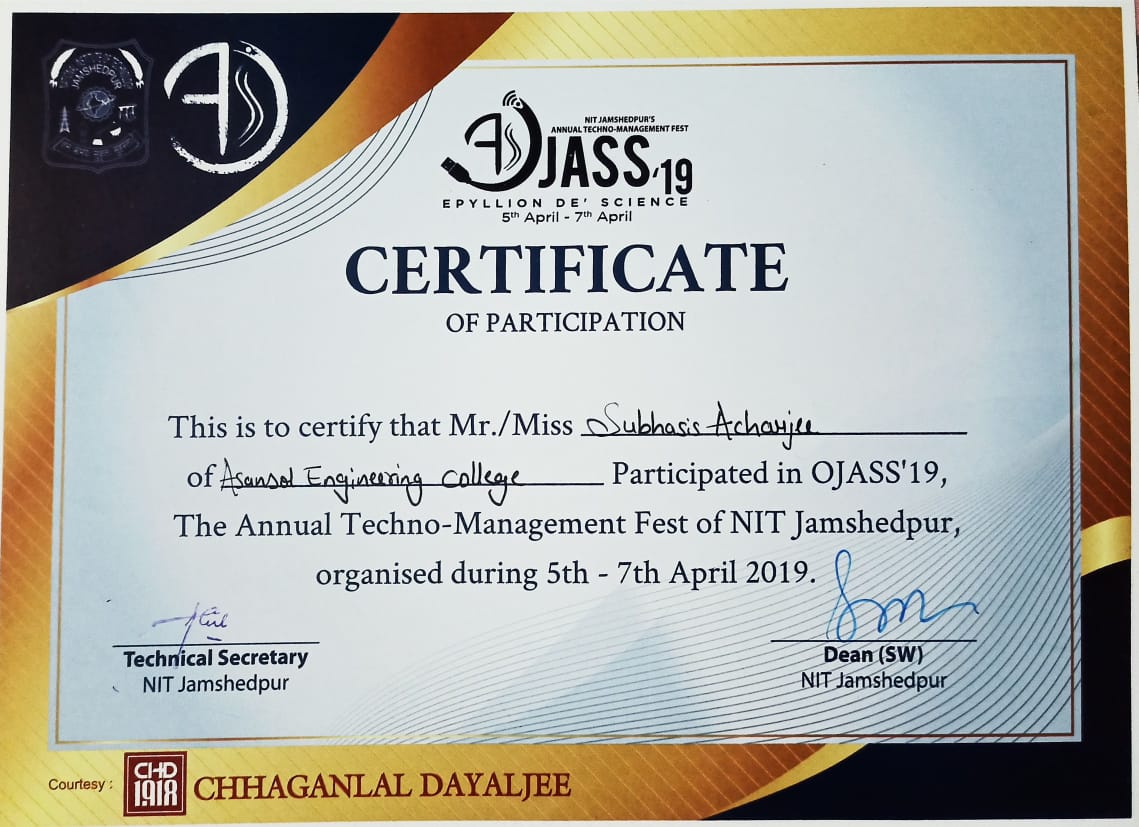 JAMSHEDPUR
NIT JAMSHEDPUR'S
ANNUAL TECHNO-MANAGEMENT FEST
OJASS'19
EPYLLION DE' SCIENCE
5th April - 7th April
CERTIFICATE
OF PARTICIPATION
This is to certify that Mr./Miss Subhasis Acharjee
of Asansol Engineering College Participated in OJASS'19,
The Annual Techno-Management Fest of NIT Jamshedpur,
organised during 5th - 7th April 2019.
Technical Secretary
NIT Jamshedpur
Dean (SW)
NIT Jamshedpur
Courtesy : CHD 1918 CHHAGANLAL DAYALJEE